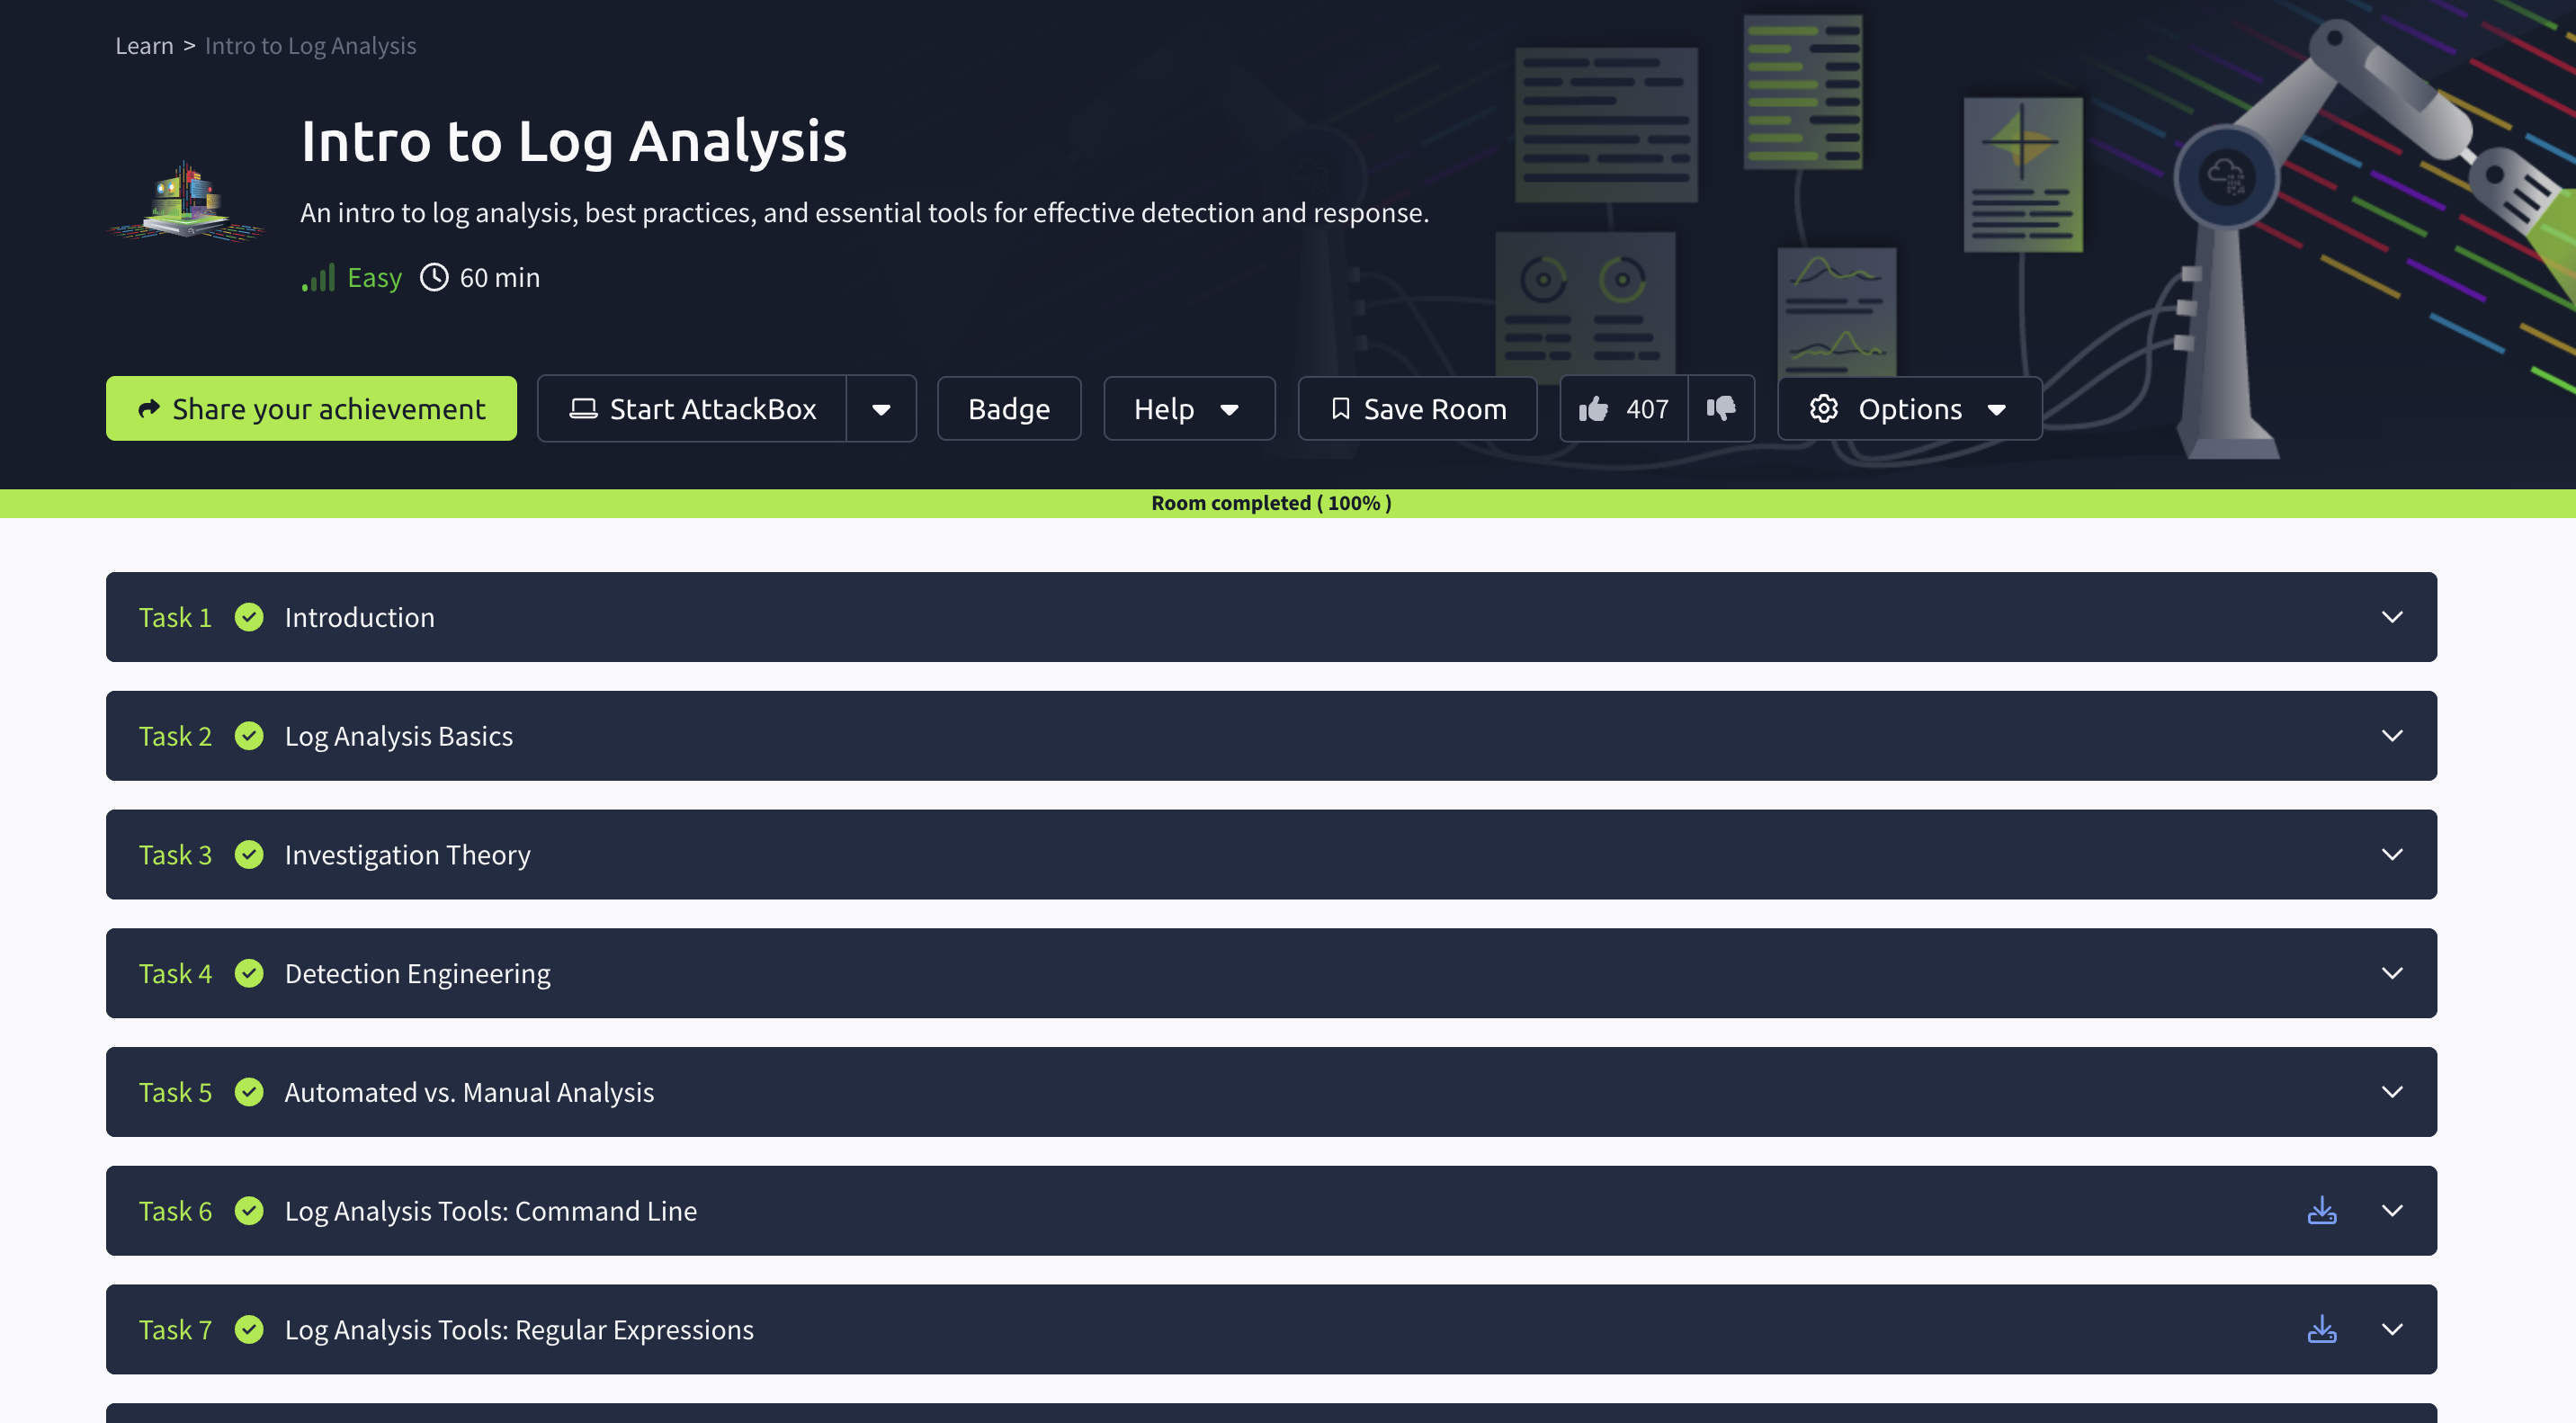 Learn > Intro to Log Analysis
Intro to Log Analysis
An intro to log analysis, best practices, and essential tools for effective detection and response.
Easy 60 min
Share your achievement Start AttackBox Badge Help Save Room 407 Options
Room completed ( 100% )
Task 1 Introduction
Task 2 Log Analysis Basics
Task 3 Investigation Theory
Task 4 Detection Engineering
Task 5 Automated vs. Manual Analysis
Task 6 Log Analysis Tools: Command Line
Task 7 Log Analysis Tools: Regular Expressions